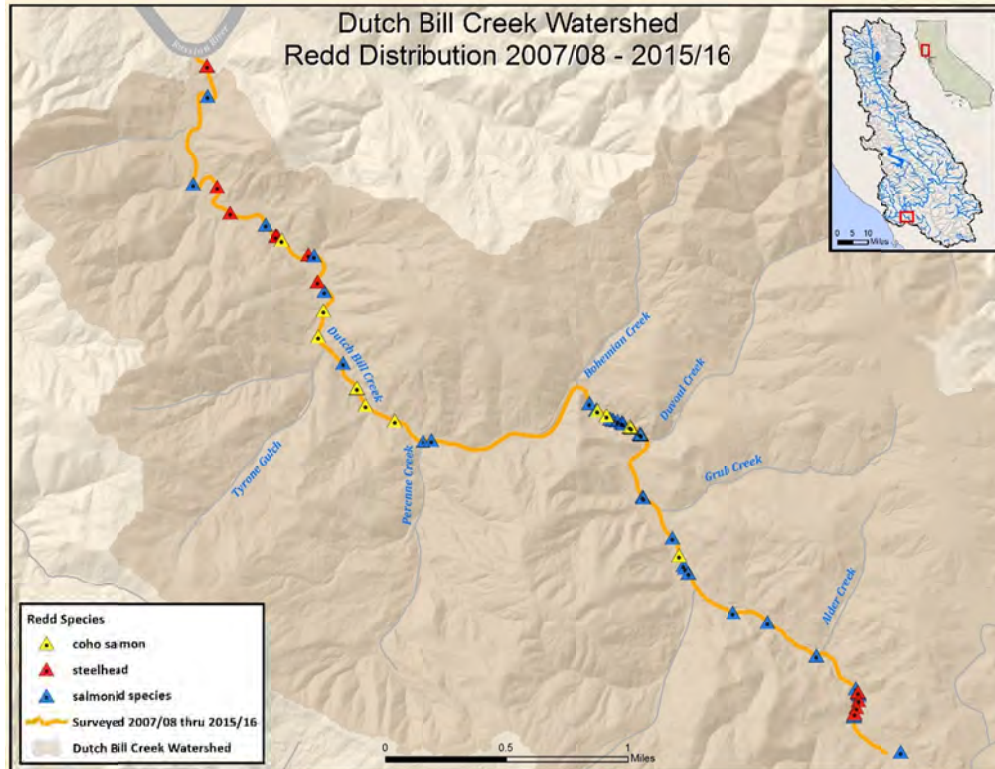 Dutch Bill Creek Watershed
Redd Distribution 2007/08 - 2015/16
Russian River
0 5 10
Miles
Bohemian Creek
Dutch Bill Creek
Duvoul Creek
Grub Creek
Tyrone Gulch
Perenne Creek
Alder Creek
Redd Species
coho samon
steelhead
salmonid species
Surveyed 2007/08 thru 2015/16
Dutch Bill Creek Watershed
0 0.5 1
Miles